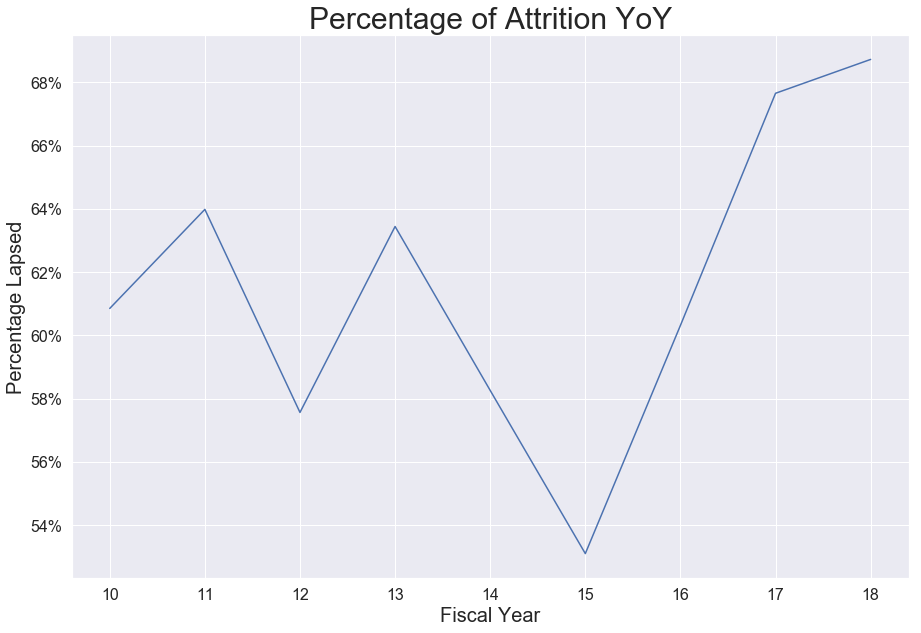 Percentage of Attrition YoY
68%
66%
64%
62%
60%
58%
56%
54%
Percentage Lapsed
10 11 12 13 14 15 16 17 18
Fiscal Year